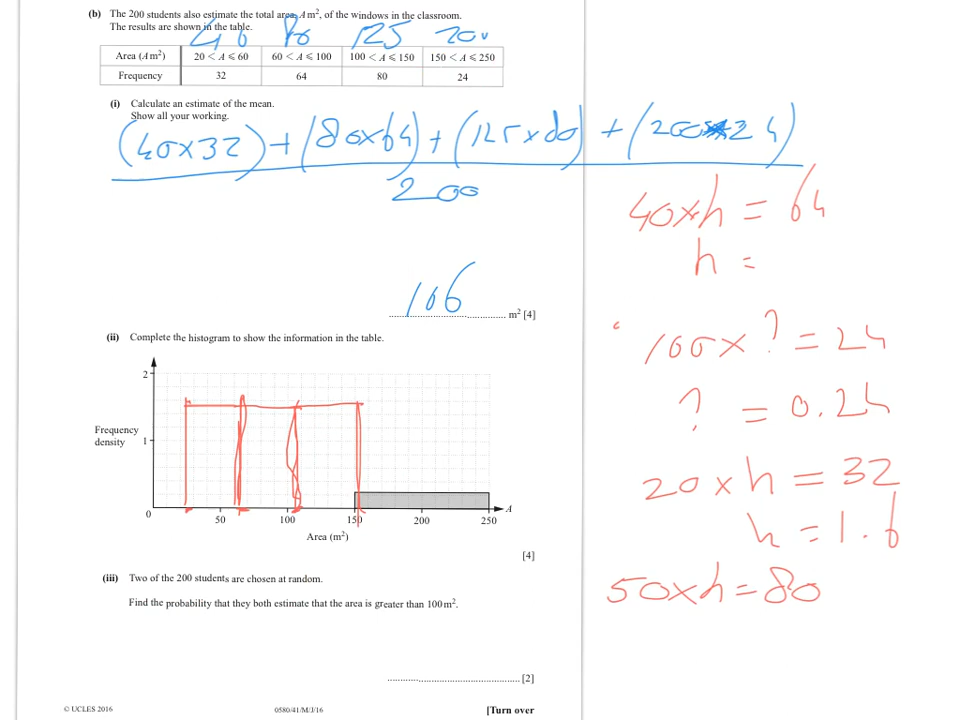 (b) The 200 students also estimate the total area, A m², of the windows in the classroom.
The results are shown in the table.
80 125 200
Area (A m²) 20 < A ⩽ 60 60 < A ⩽ 100 100 < A ⩽ 150 150 < A ⩽ 250
Frequency 32 64 80 24
(i) Calculate an estimate of the mean.
Show all your working.
(40×32)+(80×64)+(125×80)+(200×24)
200
106
m² [4]
40×h = 64
h =
100×? = 24
? = 0.24
20×h = 32
h = 1.6
50×h=80
(ii) Complete the histogram to show the information in the table.
2
Frequency
density
1
0 50 100 150 200 250 A
Area (m²)
[4]
(iii) Two of the 200 students are chosen at random.
Find the probability that they both estimate that the area is greater than 100 m².
[2]
© UCLES 2016 0580/41/M/J/16 [Turn over